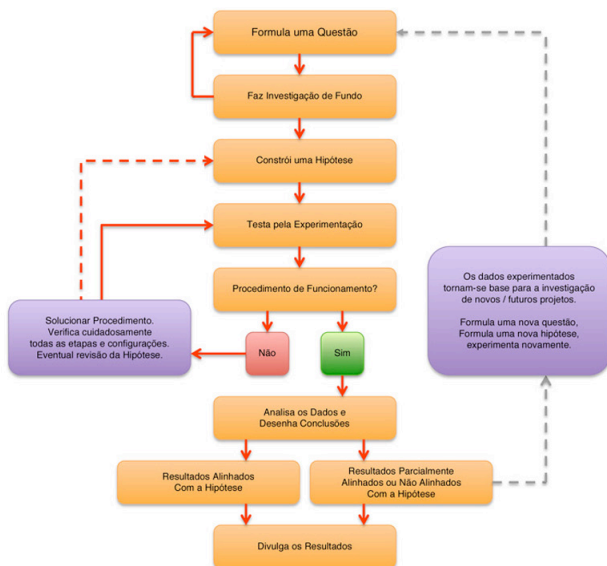 Formula uma Questão
Faz Investigação de Fundo
Constrói uma Hipótese
Testa pela Experimentação
Procedimento de Funcionamento?
Solucionar Procedimento.
Verifica cuidadosamente
todas as etapas e configurações.
Eventual revisão da Hipótese.
Não
Sim
Os dados experimentados
tornam-se base para a investigação
de novos / futuros projetos.
Formula uma nova questão,
Formula uma nova hipótese,
experimenta novamente.
Analisa os Dados e
Desenha Conclusões
Resultados Alinhados
Com a Hipótese
Resultados Parcialmente
Alinhados ou Não Alinhados
Com a Hipótese
Divulga os Resultados